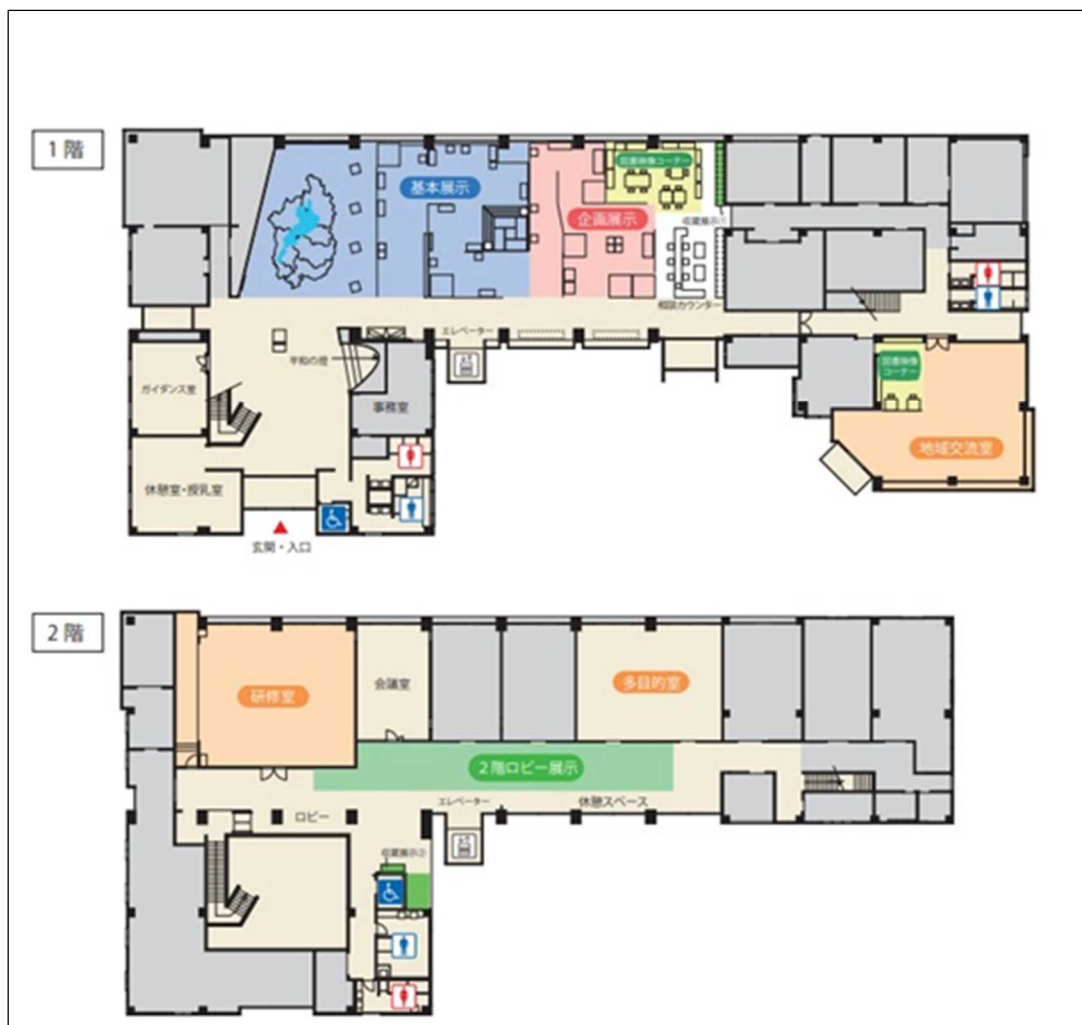 1階
基本展示
図書映像コーナー
企画展示
収蔵展示①
相談カウンター
エレベーター
平和の燈
ガイダンス室
事務室
図書映像
コーナー
地域交流室
休憩室・授乳室
玄関・入口
2階
研修室
会議室
多目的室
2階ロビー展示
エレベーター
休憩スペース
ロビー
収蔵展示②